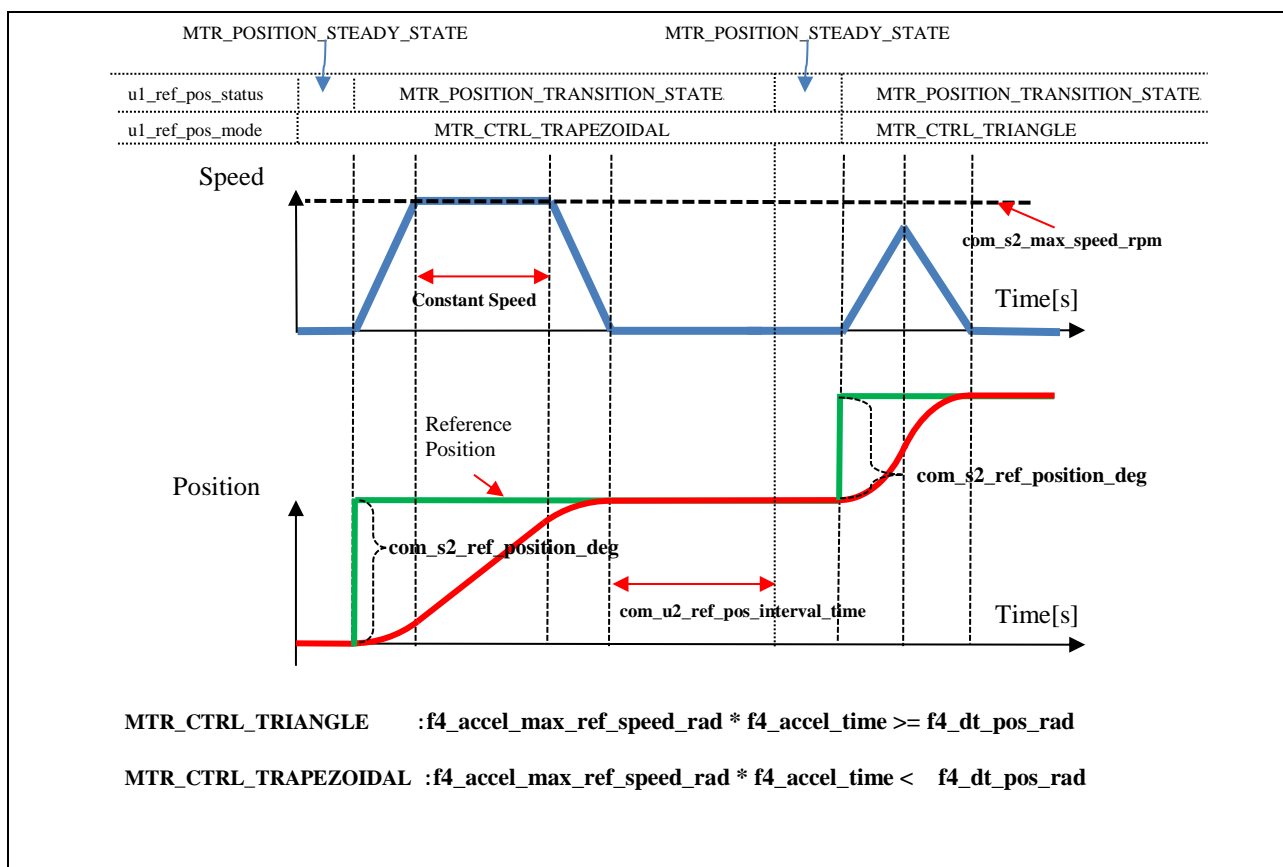 MTR_POSITION_STEADY_STATE
MTR_POSITION_STEADY_STATE
u1_ref_pos_status
MTR_POSITION_TRANSITION_STATE
MTR_POSITION_TRANSITION_STATE
u1_ref_pos_mode
MTR_CTRL_TRAPEZOIDAL
MTR_CTRL_TRIANGLE
Speed
com_s2_max_speed_rpm
Constant Speed
Time[s]
Reference
Position
Position
com_s2_ref_position_deg
com_s2_ref_position_deg
com_u2_ref_pos_interval_time
Time[s]
MTR_CTRL_TRIANGLE :f4_accel_max_ref_speed_rad * f4_accel_time >= f4_dt_pos_rad
MTR_CTRL_TRAPEZOIDAL :f4_accel_max_ref_speed_rad * f4_accel_time < f4_dt_pos_rad